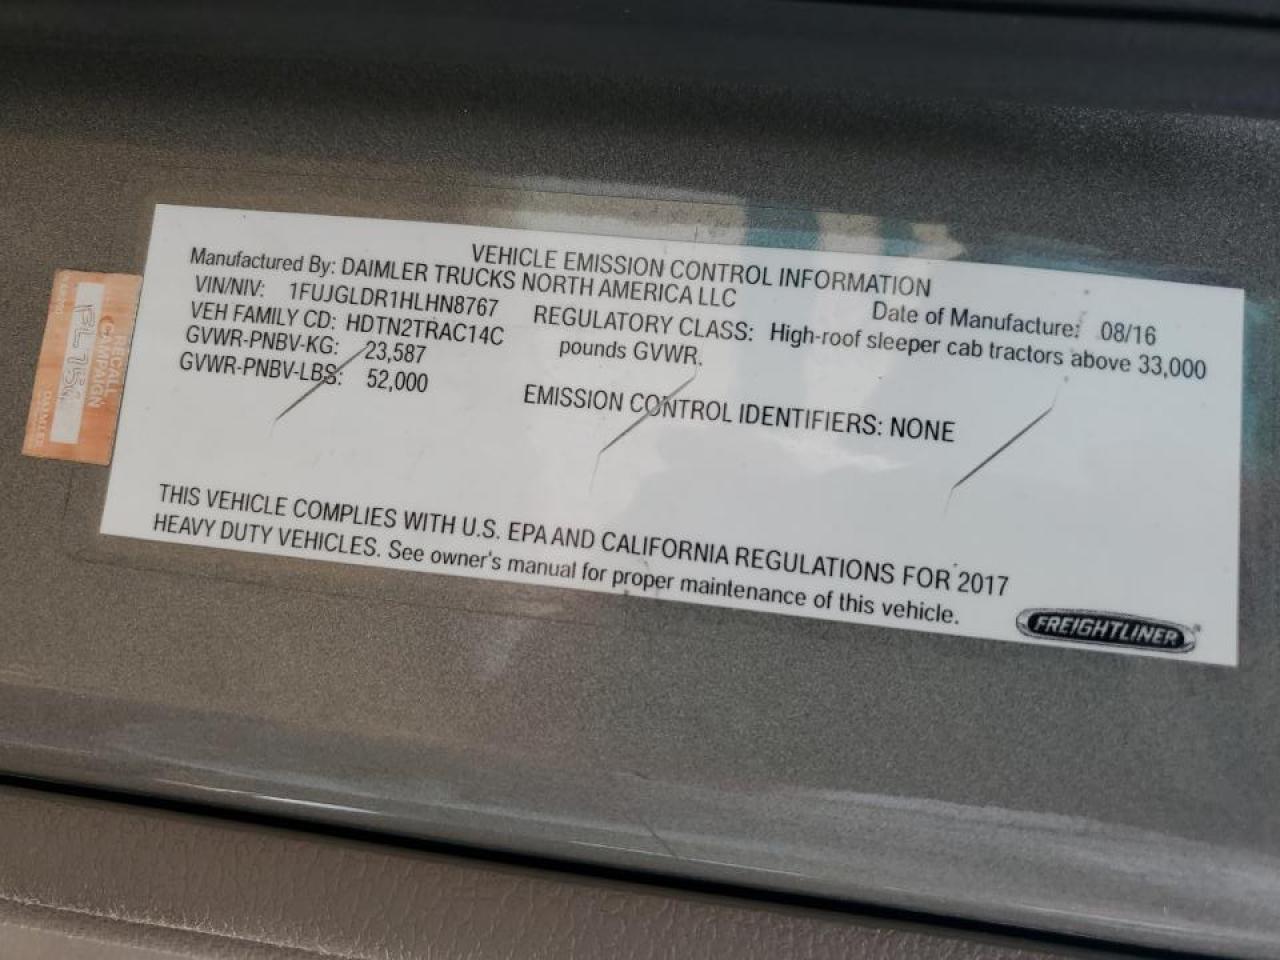 VEHICLE EMISSION CONTROL INFORMATION
Manufactured By: DAIMLER TRUCKS NORTH AMERICA LLC
Date of Manufacture: 08/16
VIN/NIV: 1FUJGLDR1HLHN8767
REGULATORY CLASS: High-roof sleeper cab tractors above 33,000
pounds GVWR.
VEH FAMILY CD: HDTN2TRAC14C
GVWR-PNBV-KG: 23,587
GVWR-PNBV-LBS: 52,000
EMISSION CONTROL IDENTIFIERS: NONE
THIS VEHICLE COMPLIES WITH U.S. EPA AND CALIFORNIA REGULATIONS FOR 2017
HEAVY DUTY VEHICLES. See owner's manual for proper maintenance of this vehicle.
FREIGHTLINER
RECALL
CAMPAIGN
DAIMLER